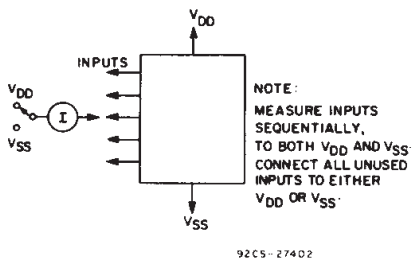 VDD
INPUTS
VDD
I
VSS
NOTE:
MEASURE INPUTS
SEQUENTIALLY,
TO BOTH VDD AND VSS.
CONNECT ALL UNUSED
INPUTS TO EITHER
VDD OR VSS.
VSS
92CS-27402